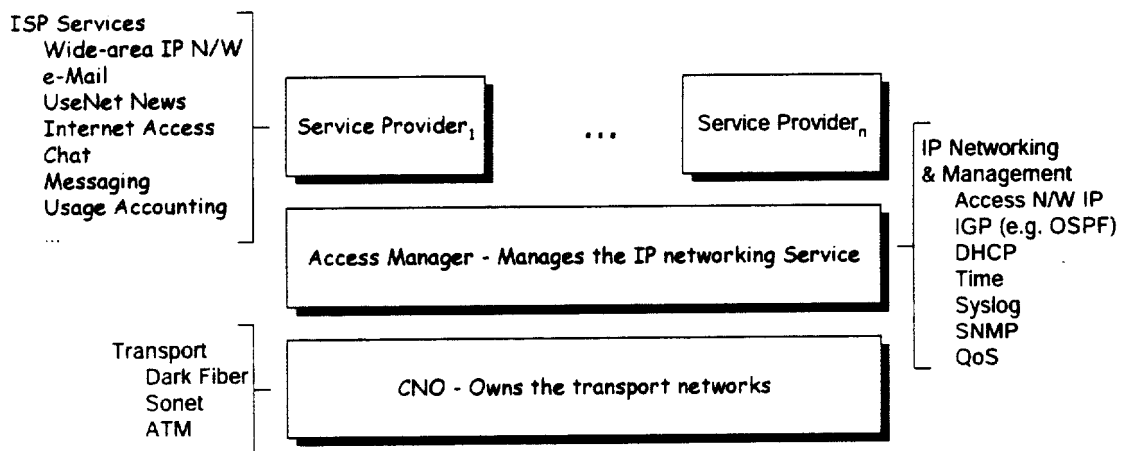 ISP Services
Wide-area IP N/W
e-Mail
UseNet News
Internet Access
Chat
Messaging
Usage Accounting
...
Service Provider₁
...
Service Providerₙ
IP Networking
& Management
Access N/W IP
IGP (e.g. OSPF)
DHCP
Time
Syslog
SNMP
QoS
Access Manager - Manages the IP networking Service
Transport
Dark Fiber
Sonet
ATM
CNO - Owns the transport networks